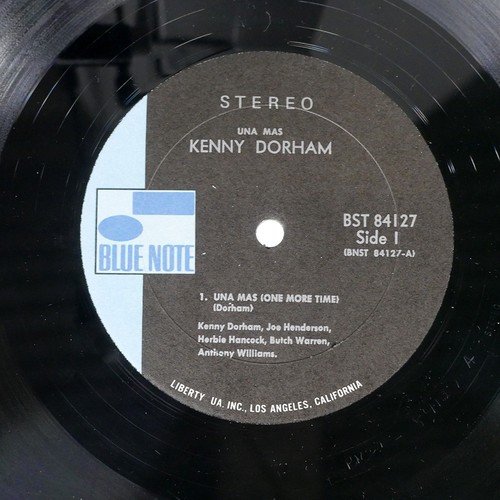 STEREO
UNA MAS
KENNY DORHAM
BST 84127
Side 1
(BNST 84127-A)
BLUE NOTE
1. UNA MAS (ONE MORE TIME)
(Dorham)
Kenny Dorham, Joe Henderson,
Herbie Hancock, Butch Warren,
Anthony Williams.
LIBERTY UA, INC., LOS ANGELES, CALIFORNIA